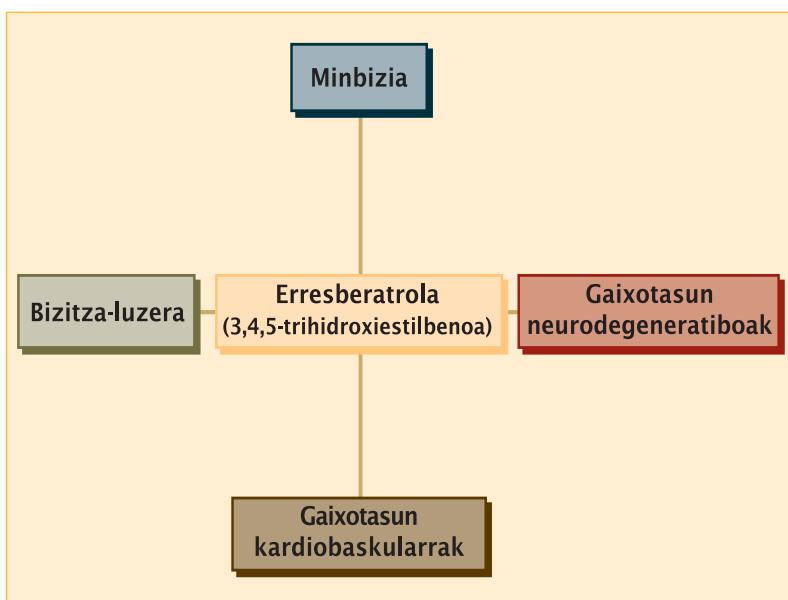 Minbizia
Bizitza-luzera
Erresberatrola
(3,4,5-trihidroxiestilbenoa)
Gaixotasun
neurodegeneratiboak
Gaixotasun
kardiobaskularrak